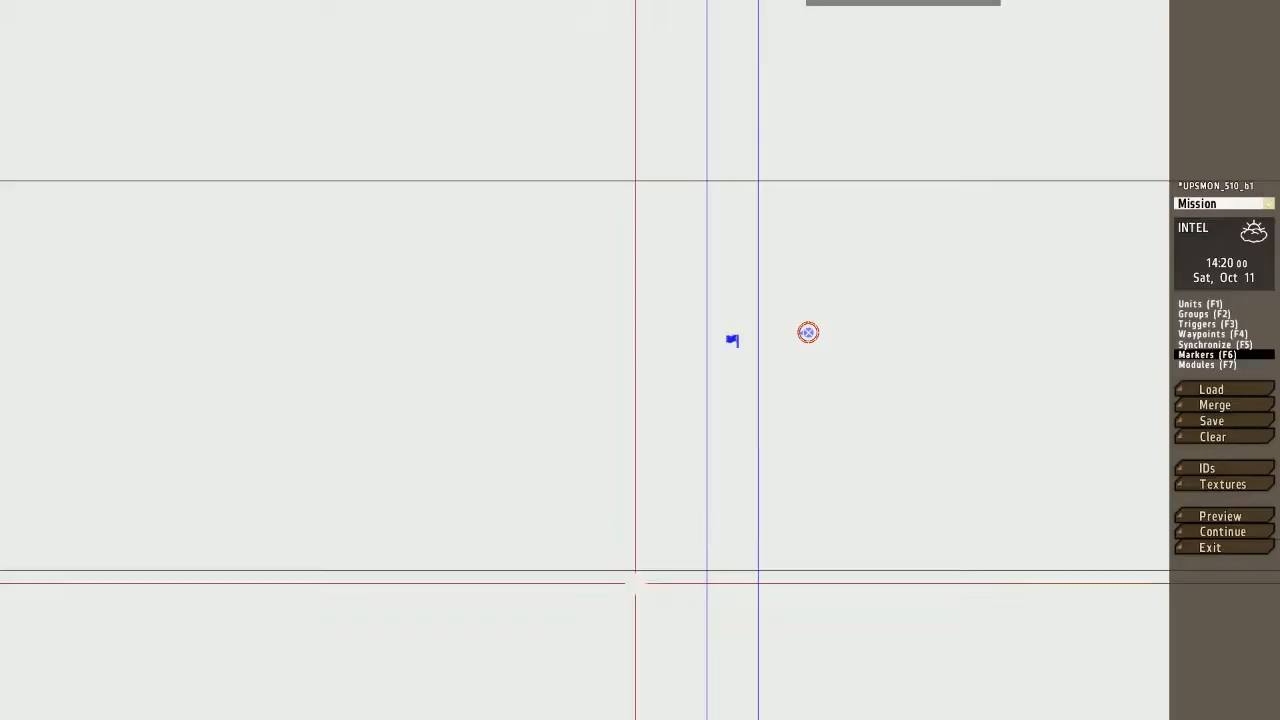 *UPSMON_510_b1
Mission
INTEL
14:20 00
Sat, Oct 11
Units (F1)
Groups (F2)
Triggers (F3)
Waypoints (F4)
Synchronize (F5)
Markers (F6)
Modules (F7)
Load
Merge
Save
Clear
IDs
Textures
Preview
Continue
Exit